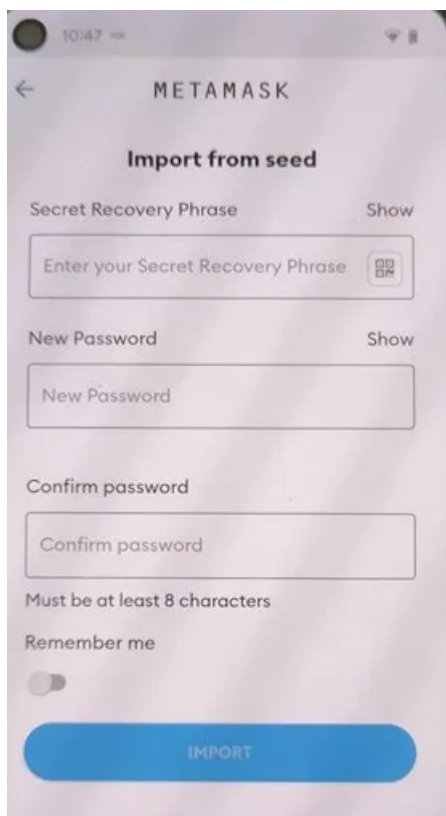 10:47
METAMASK
Import from seed
Secret Recovery Phrase Show
Enter your Secret Recovery Phrase
New Password Show
New Password
Confirm password
Confirm password
Must be at least 8 characters
Remember me
IMPORT